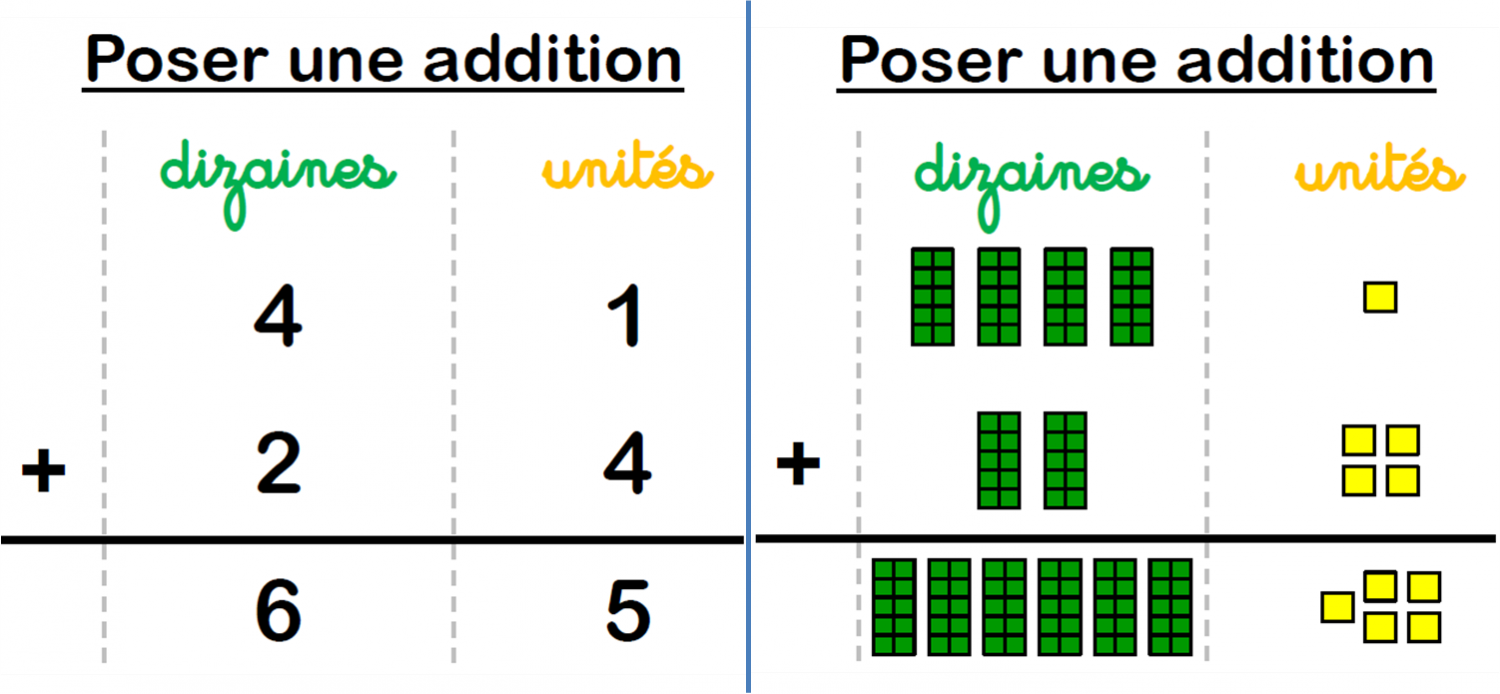 Poser une addition
dizaines unités
4 1
+ 2 4
6 5
Poser une addition
dizaines unités
+